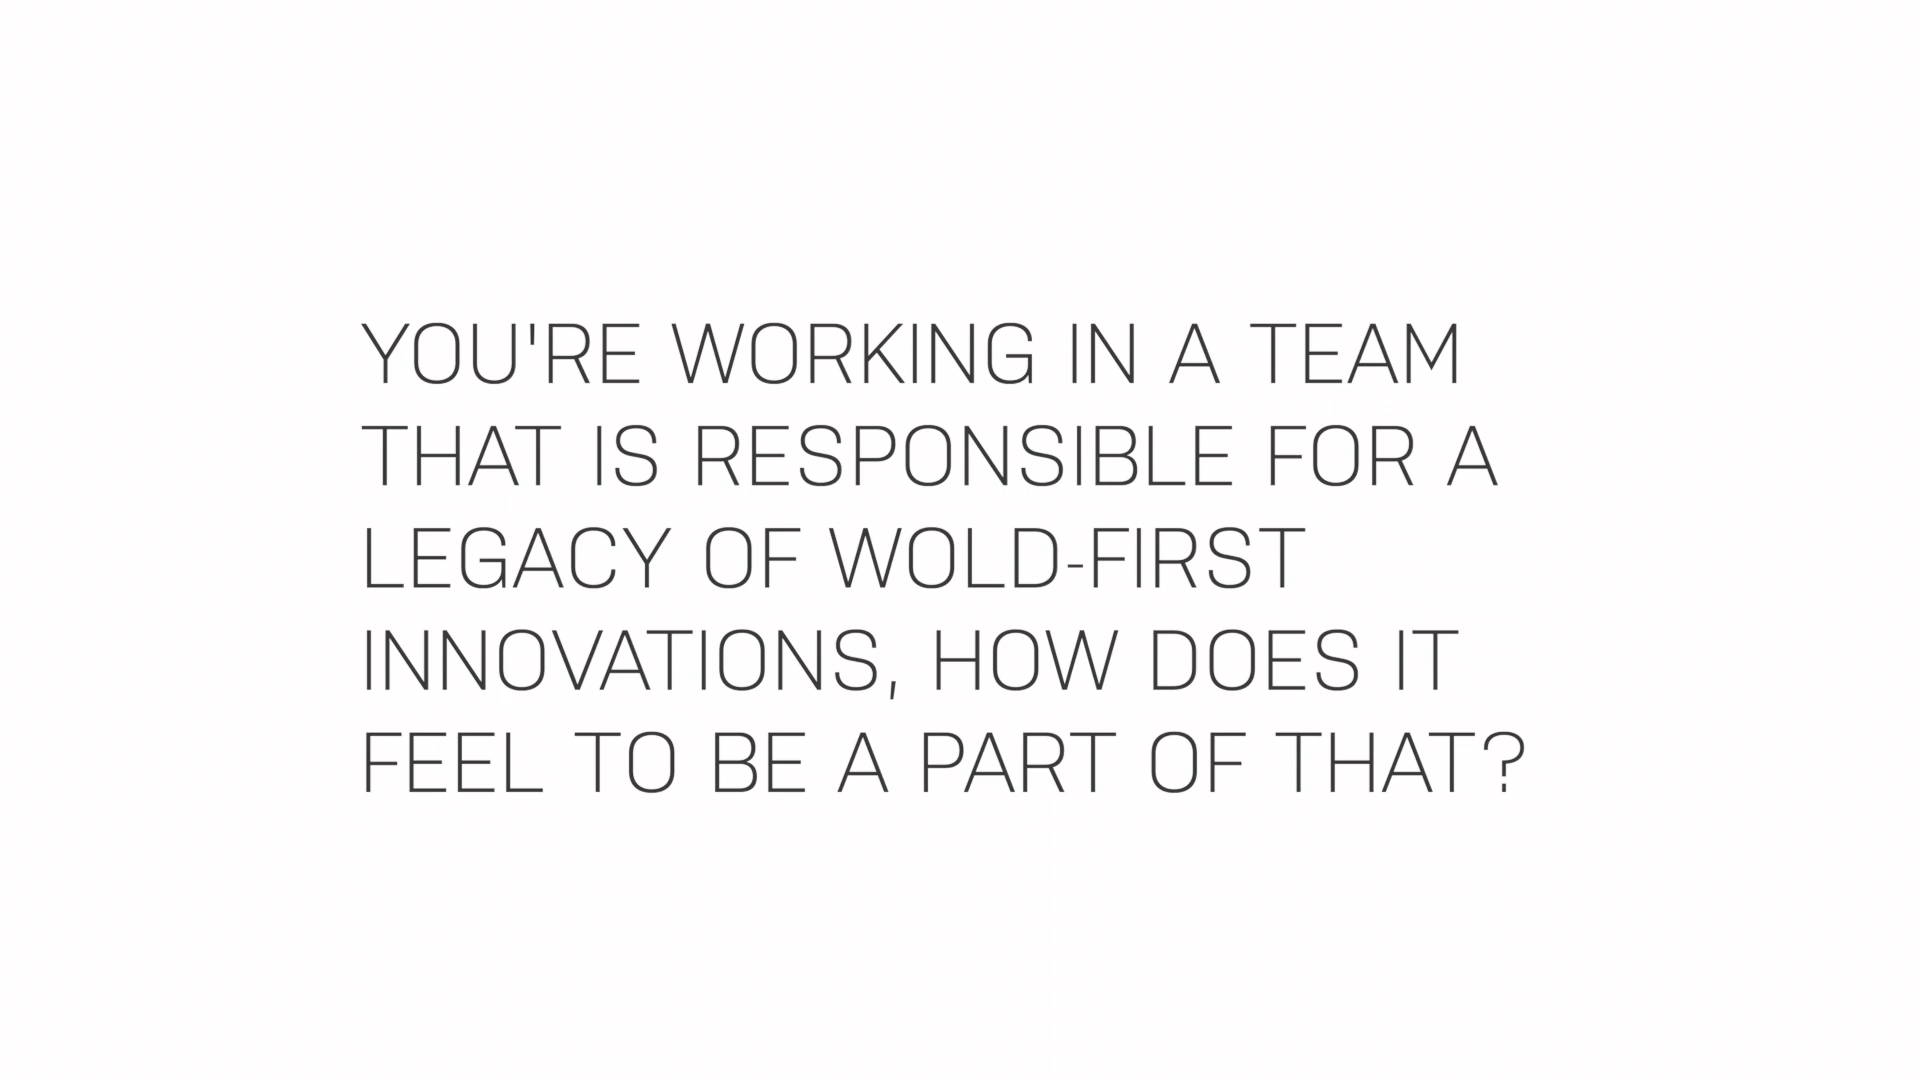 YOU'RE WORKING IN A TEAM
THAT IS RESPONSIBLE FOR A
LEGACY OF WOLD-FIRST
INNOVATIONS, HOW DOES IT
FEEL TO BE A PART OF THAT?